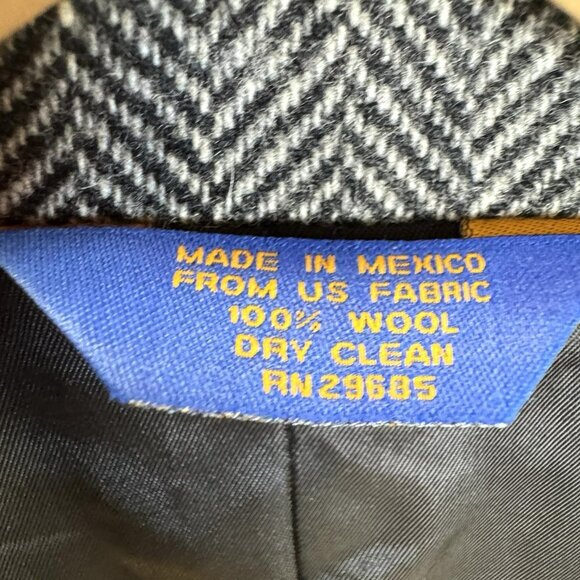 MADE IN MEXICO
FROM US FABRIC
100% WOOL
DRY CLEAN
RN29685